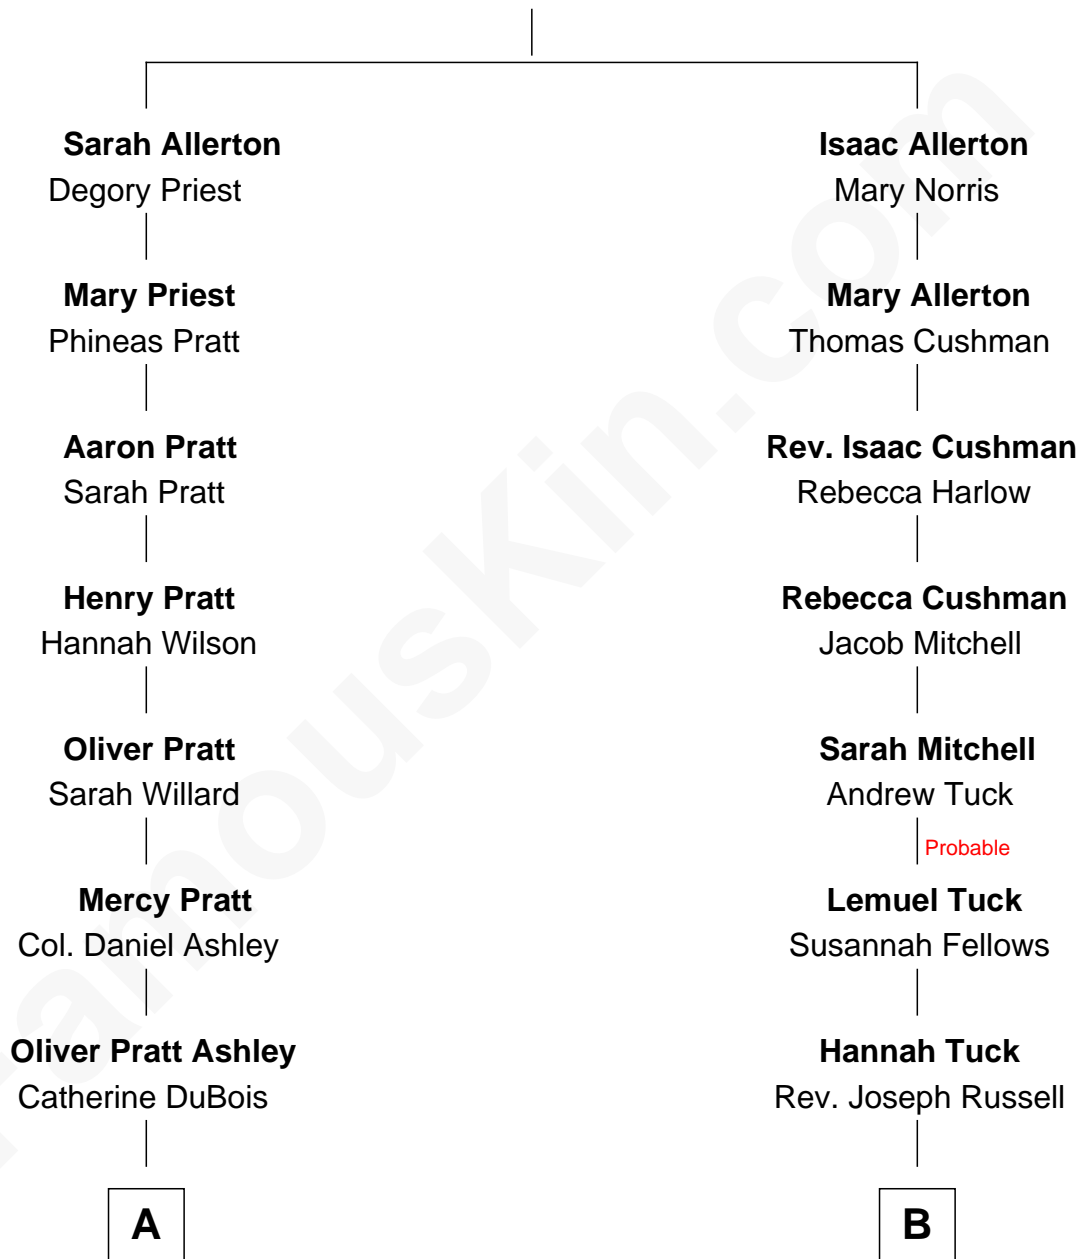 Sarah Allerton
Degory Priest
Mary Priest
Phineas Pratt
Aaron Pratt
Sarah Pratt
Henry Pratt
Hannah Wilson
Oliver Pratt
Sarah Willard
Mercy Pratt
Col. Daniel Ashley
Oliver Pratt Ashley
Catherine DuBois
A
Isaac Allerton
Mary Norris
Mary Allerton
Thomas Cushman
Rev. Isaac Cushman
Rebecca Harlow
Rebecca Cushman
Jacob Mitchell
Sarah Mitchell
Andrew Tuck
Probable
Lemuel Tuck
Susannah Fellows
Hannah Tuck
Rev. Joseph Russell
B
FamousKin.com